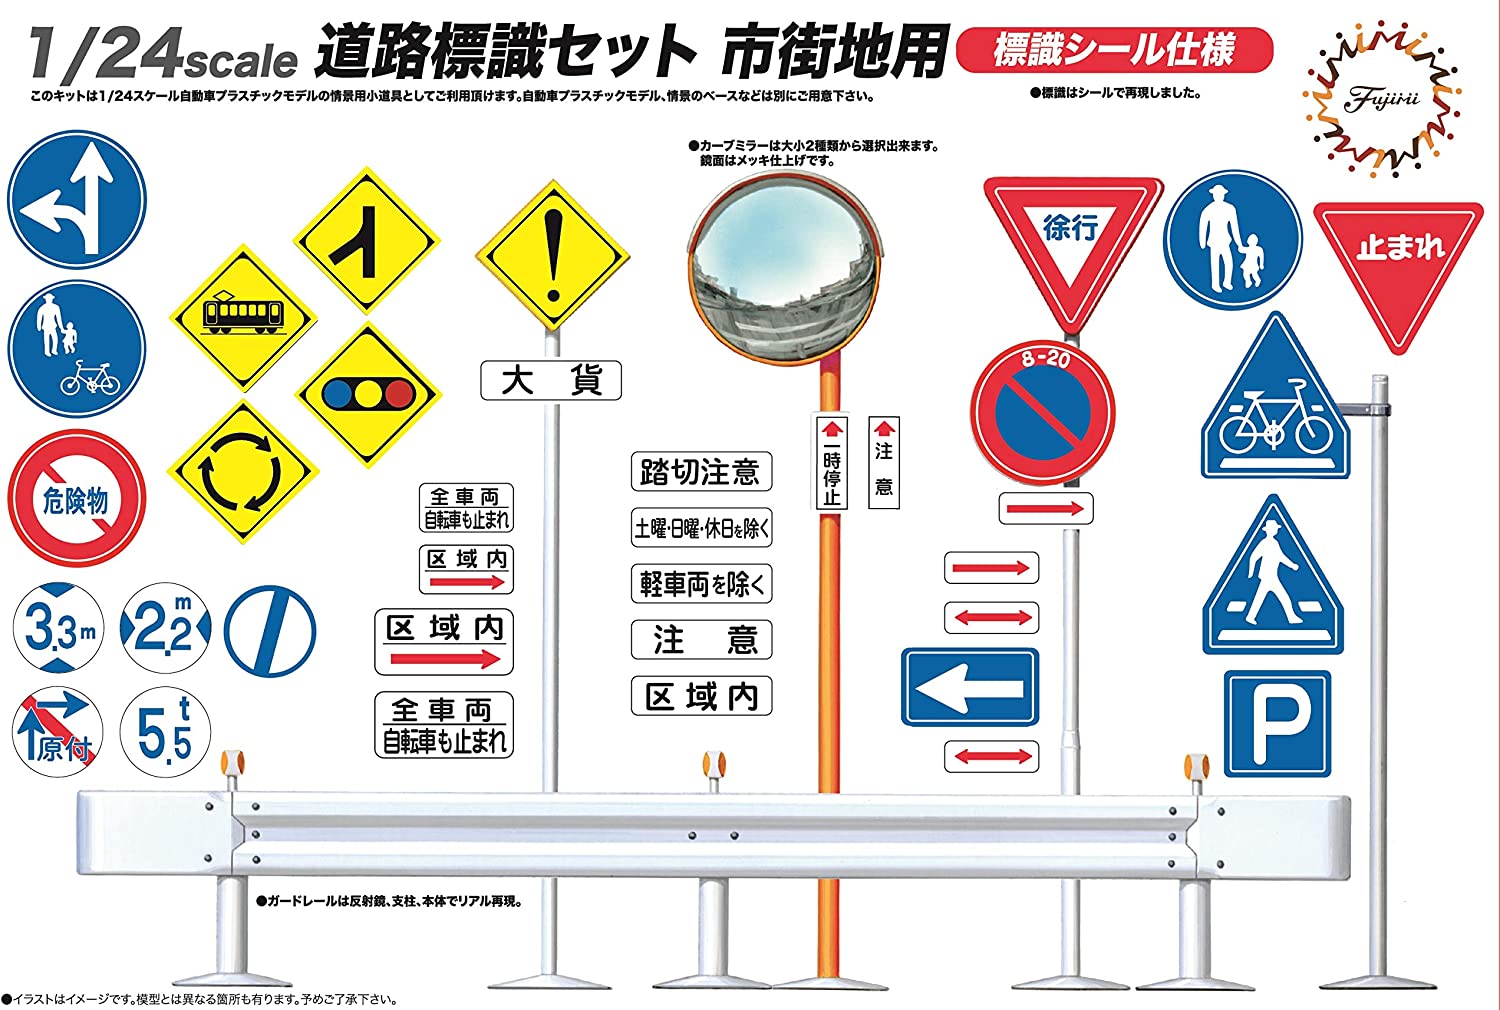 1/24scale 道路標識セット 市街地用 標識シール仕様
このキットは1/24スケール自動車プラスチックモデルの情景用小道具としてご利用頂けます。自動車プラスチックモデル、情景のベースなどは別にご用意下さい。
●標識はシールで再現しました。
Fujimi
●カーブミラーは大小2種類から選択出来ます。
鏡面はメッキ仕上げです。
徐行
止まれ
大 貨
8-20
危険物
一時停止
注意
踏切注意
全車両
自転車も止まれ
土曜・日曜・休日を除く
区域内
軽車両を除く
3.3m
2.2m
区域内
注 意
区域内
全車両
自転車も止まれ
原付
5.5t
P
●ガードレールは反射鏡、支柱、本体でリアル再現。
●イラストはイメージです。模型とは異なる箇所も有ります。予めご了承下さい。